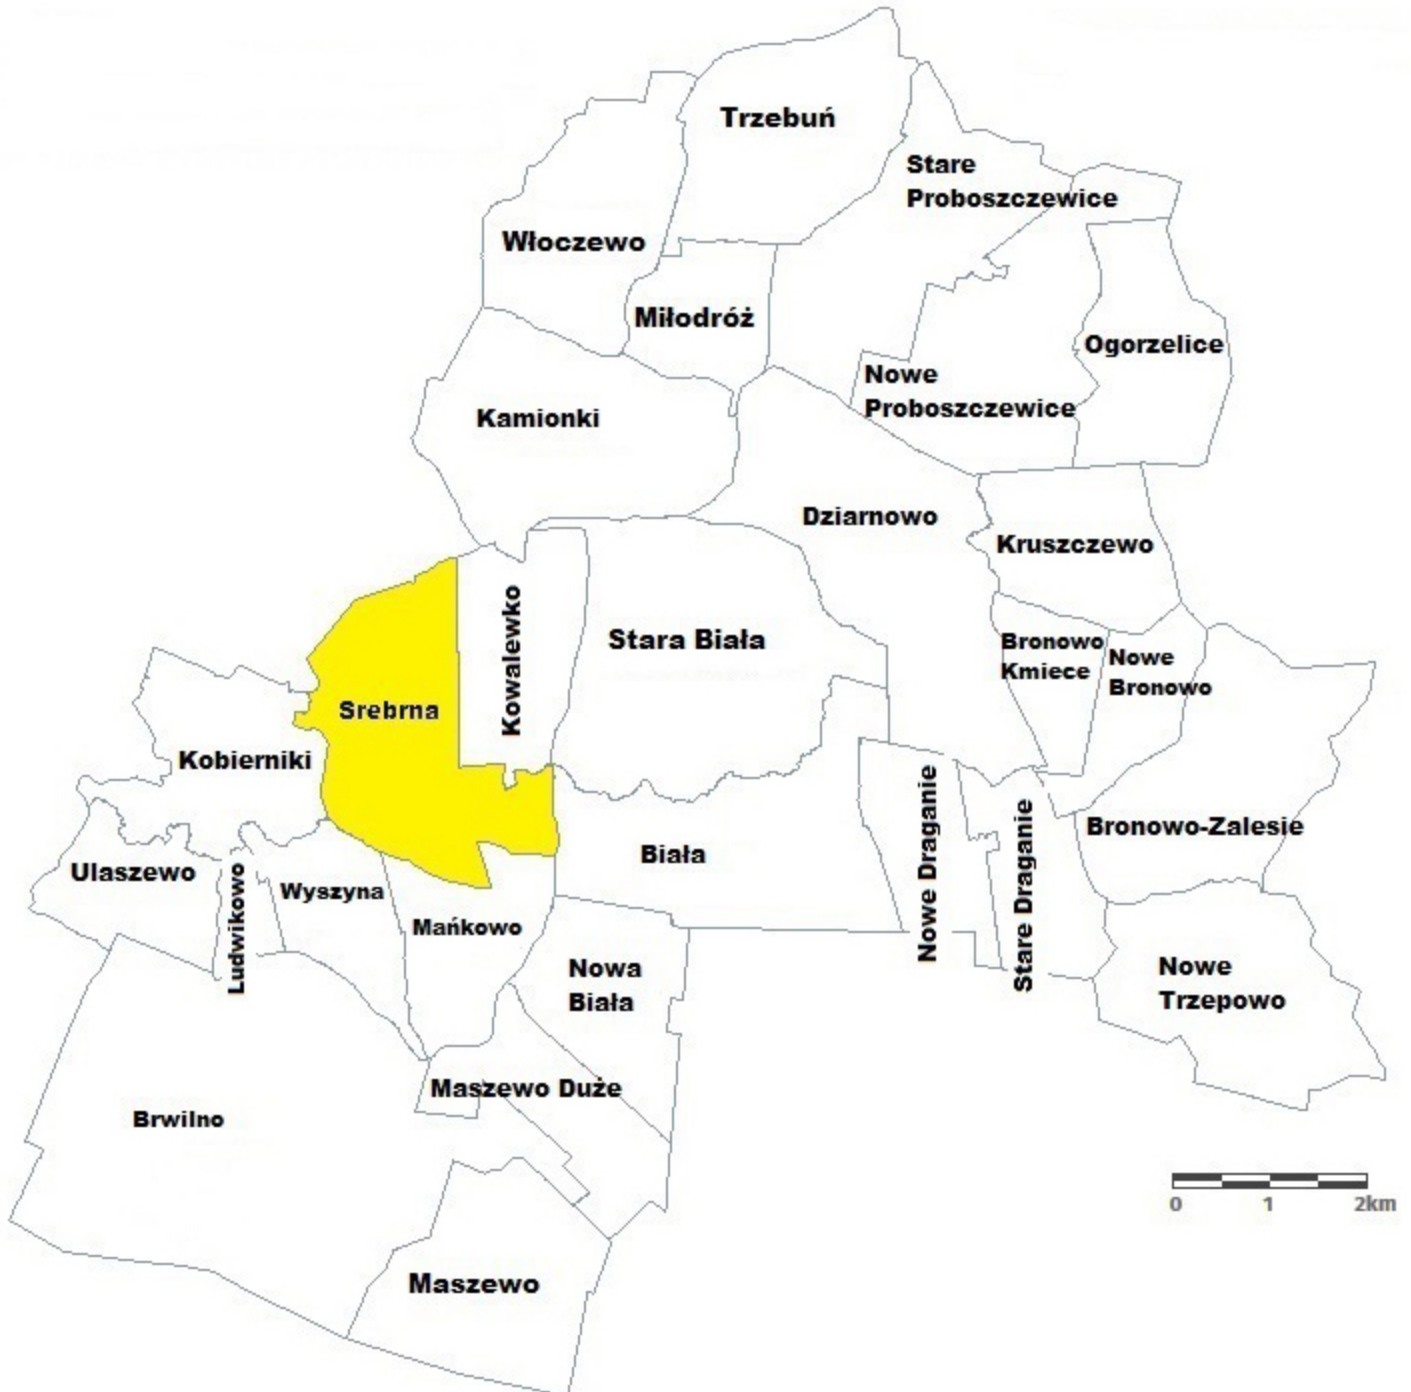 Trzebuń
Stare
Proboszczewice
Włoczewo
Miłodróż
Ogorzelice
Nowe
Proboszczewice
Kamionki
Dziarnowo
Kruszczewo
Kowalewko
Stara Biała
Bronowo
Kmiece
Nowe
Bronowo
Srebrna
Kobierniki
Nowe Draganie
Stare Draganie
Bronowo-Zalesie
Biała
Ulaszewo
Ludwikowo
Wyszyna
Mańkowo
Nowa
Biała
Nowe
Trzepowo
Maszewo Duże
Brwilno
0 1 2km
Maszewo